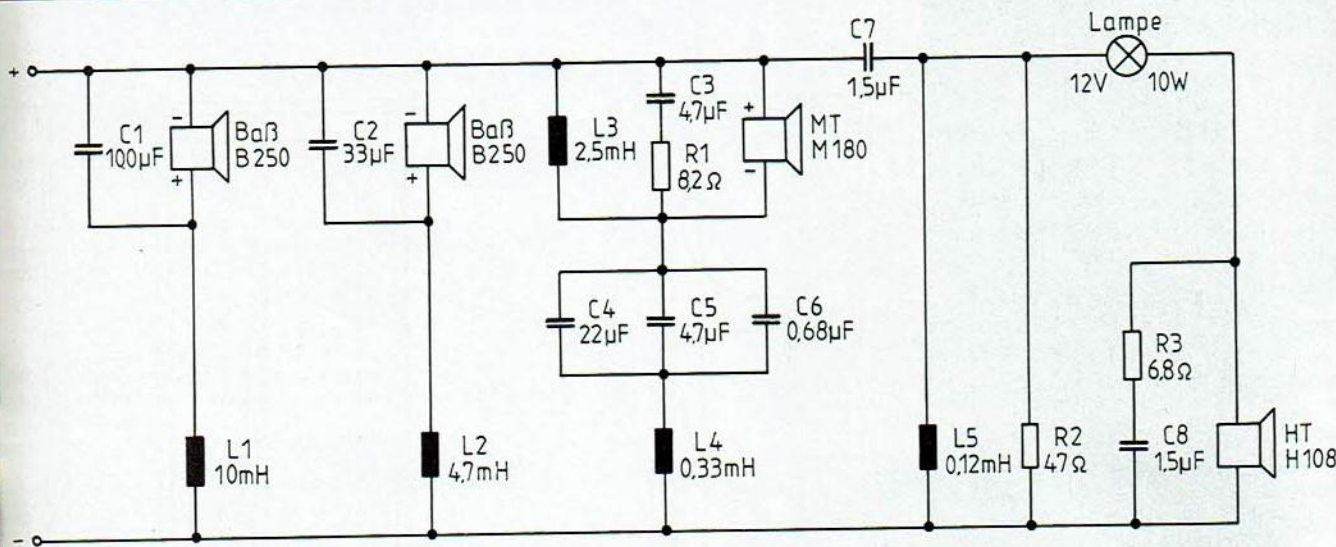 Lampe
12V
10W
C7
1,5µF
+
-
+
Baß
B250
C1
100µF
-
+
Baß
B250
C2
33µF
L3
2,5mH
C3
4,7µF
R1
8,2Ω
+
-
MT
M180
C4
22µF
C5
4,7µF
C6
0,68µF
L1
10mH
L2
4,7mH
L4
0,33mH
L5
0,12mH
R2
47Ω
R3
6,8Ω
C8
1,5µF
HT
H108
-